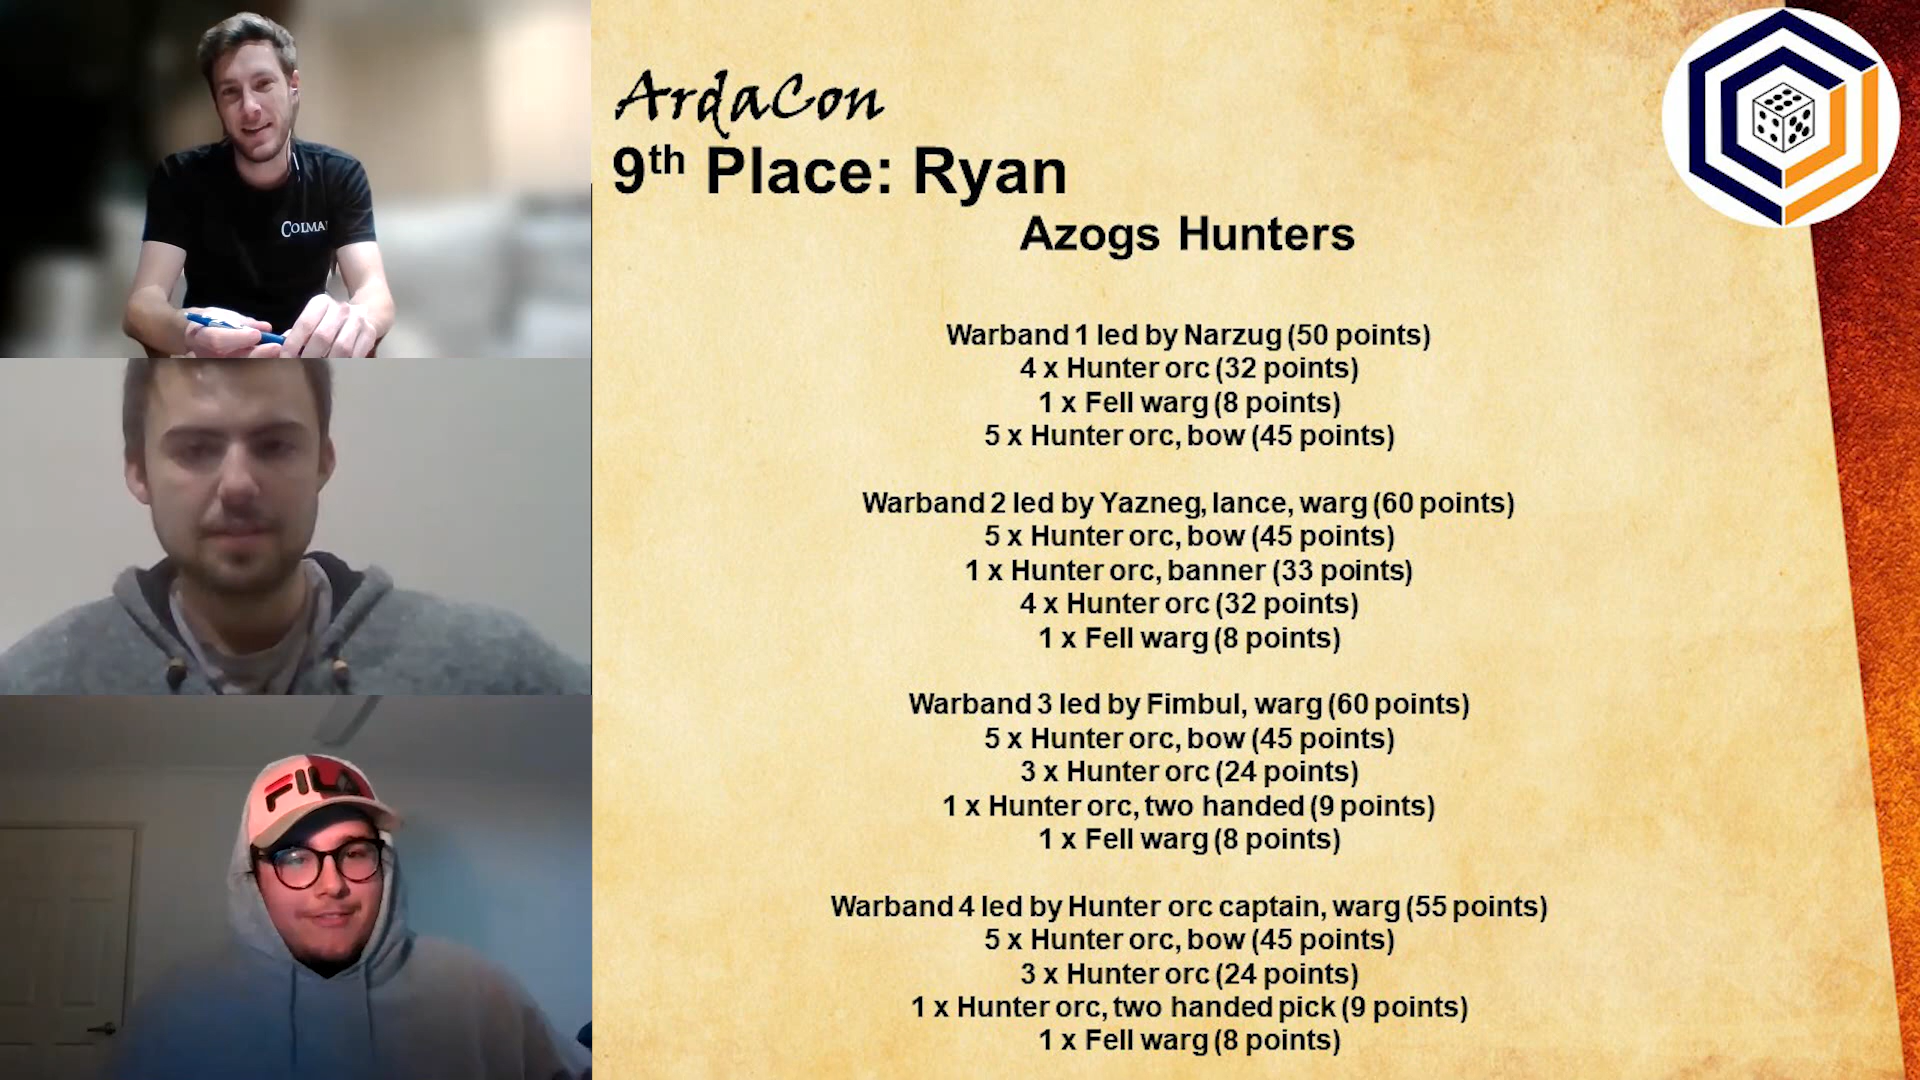 COLMA
FILA
ArdaCon
9th Place: Ryan
Azogs Hunters
Warband 1 led by Narzug (50 points)
4 x Hunter orc (32 points)
1 x Fell warg (8 points)
5 x Hunter orc, bow (45 points)
Warband 2 led by Yazneg, lance, warg (60 points)
5 x Hunter orc, bow (45 points)
1 x Hunter orc, banner (33 points)
4 x Hunter orc (32 points)
1 x Fell warg (8 points)
Warband 3 led by Fimbul, warg (60 points)
5 x Hunter orc, bow (45 points)
3 x Hunter orc (24 points)
1 x Hunter orc, two handed (9 points)
1 x Fell warg (8 points)
Warband 4 led by Hunter orc captain, warg (55 points)
5 x Hunter orc, bow (45 points)
3 x Hunter orc (24 points)
1 x Hunter orc, two handed pick (9 points)
1 x Fell warg (8 points)